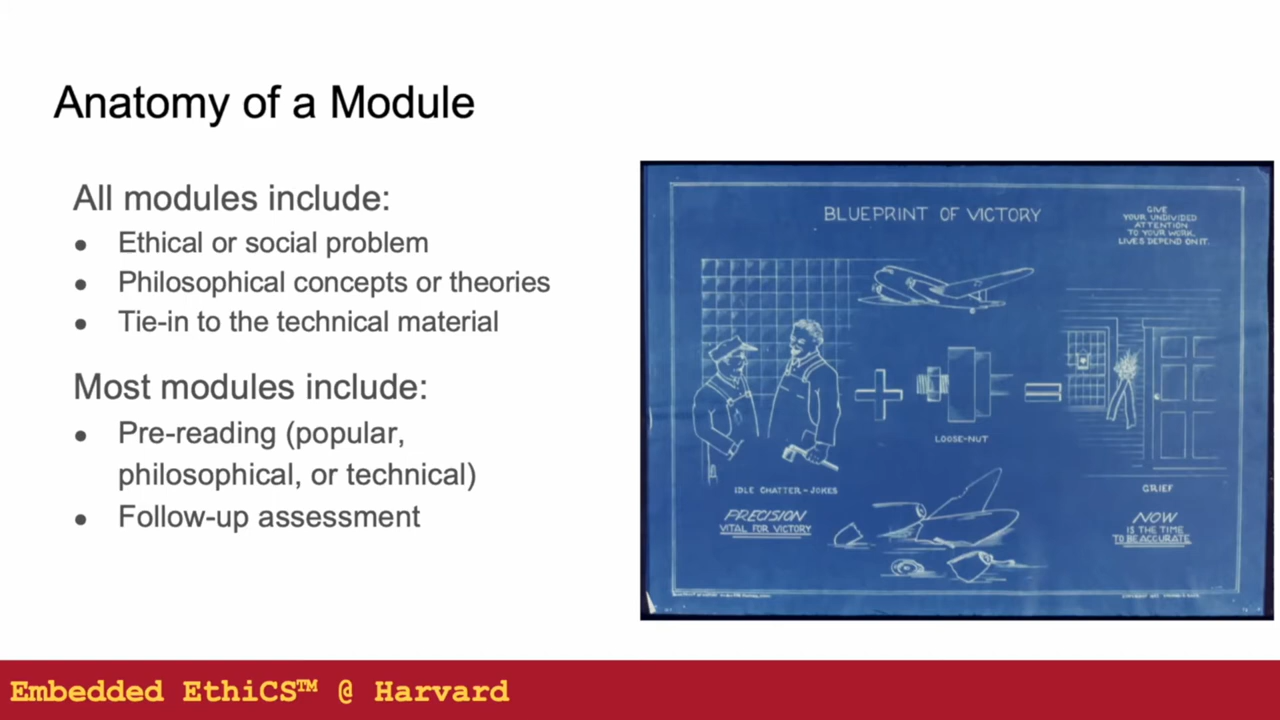 Anatomy of a Module
All modules include:
● Ethical or social problem
● Philosophical concepts or theories
● Tie-in to the technical material
Most modules include:
● Pre-reading (popular,
philosophical, or technical)
● Follow-up assessment
BLUEPRINT OF VICTORY
GIVE
YOUR UNDIVIDED
ATTENTION
TO YOUR WORK.
LIVES DEPEND ON IT.
LOOSE-NUT
IDLE CHATTER - JOKES
GRIEF
PRECISION
VITAL FOR VICTORY
NOW
IS THE TIME
TO BE ACCURATE
Embedded EthiCS™ @ Harvard